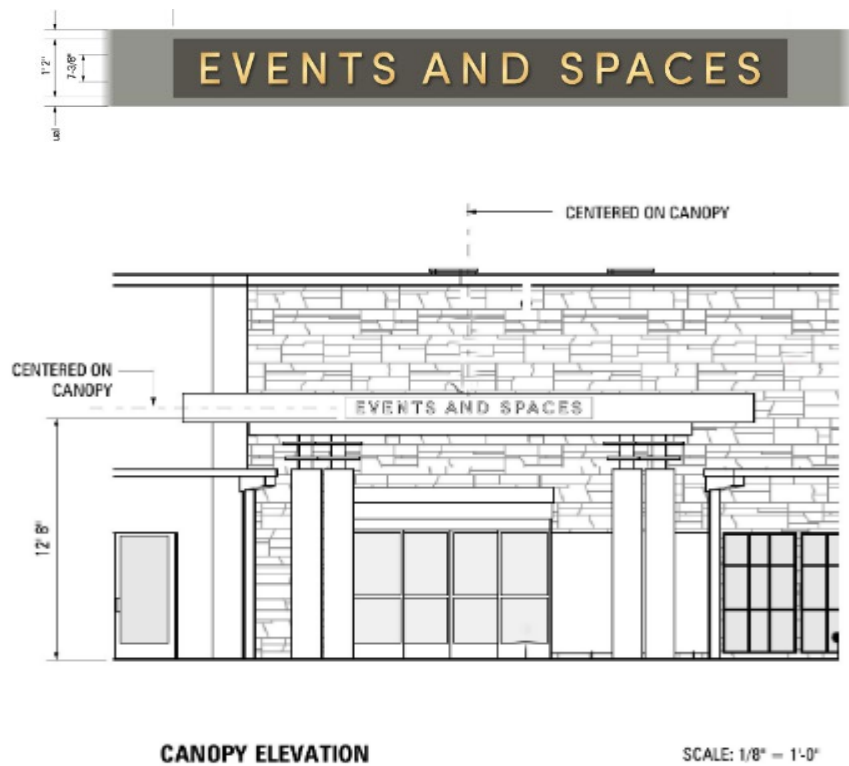 EVENTS AND SPACES
1' 2"
7-3/8"
CENTERED ON CANOPY
CENTERED ON
CANOPY
EVENTS AND SPACES
12' 8"
CANOPY ELEVATION
SCALE: 1/8" = 1'-0"